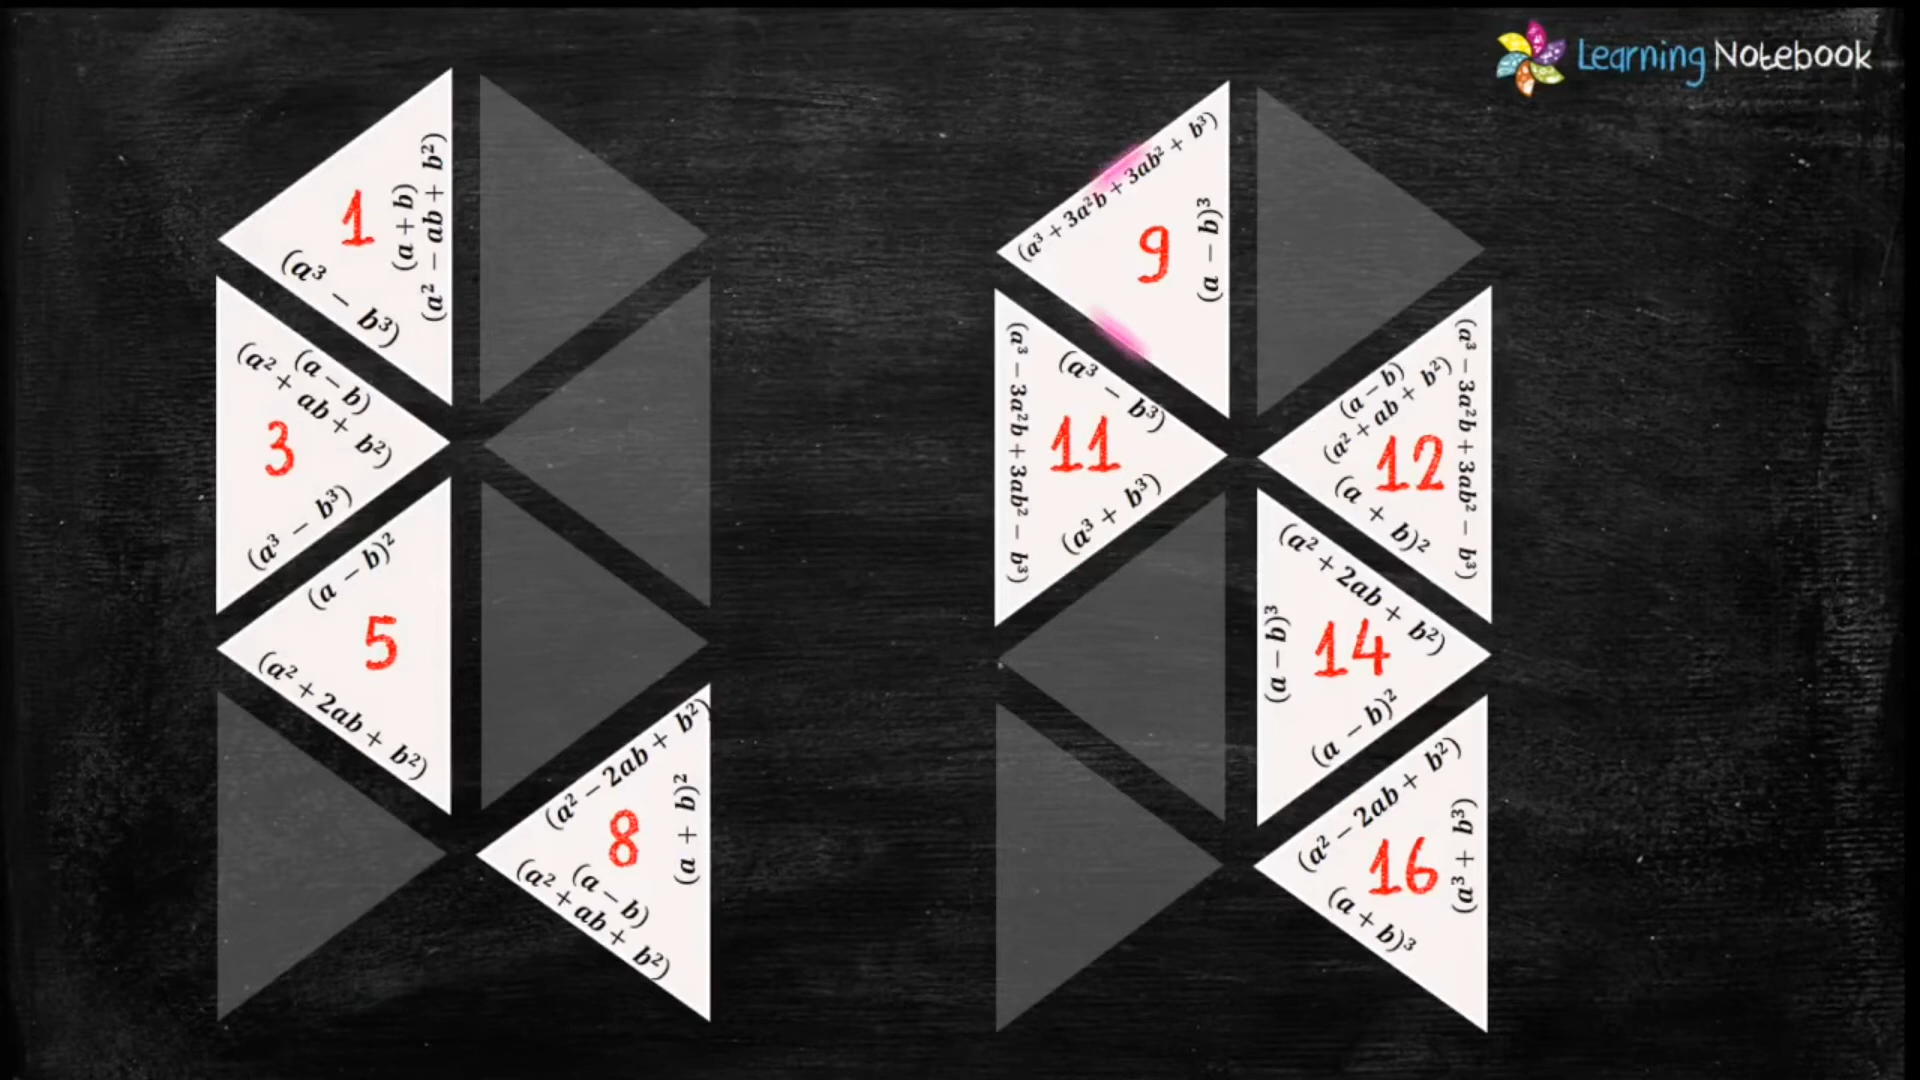 Learning Notebook
1
(a³ - b³)
(a + b)
(a² - ab + b²)
3
(a - b)
(a² + ab + b²)
(a³ - b³)
5
(a - b)²
(a² + 2ab + b²)
8
(a² - 2ab + b²)
(a + b)²
(a - b)
(a² + ab + b²)
9
(a³ + 3a²b + 3ab² + b³)
(a - b)³
11
(a³ - 3a²b + 3ab² - b³)
(a³ - b³)
(a³ + b³)
12
(a - b)
(a² + ab + b²)
(a³ - 3a²b + 3ab² - b³)
(a + b)²
14
(a² + 2ab + b²)
(a - b)³
(a - b)²
16
(a² - 2ab + b²)
(a³ + b³)
(a + b)³